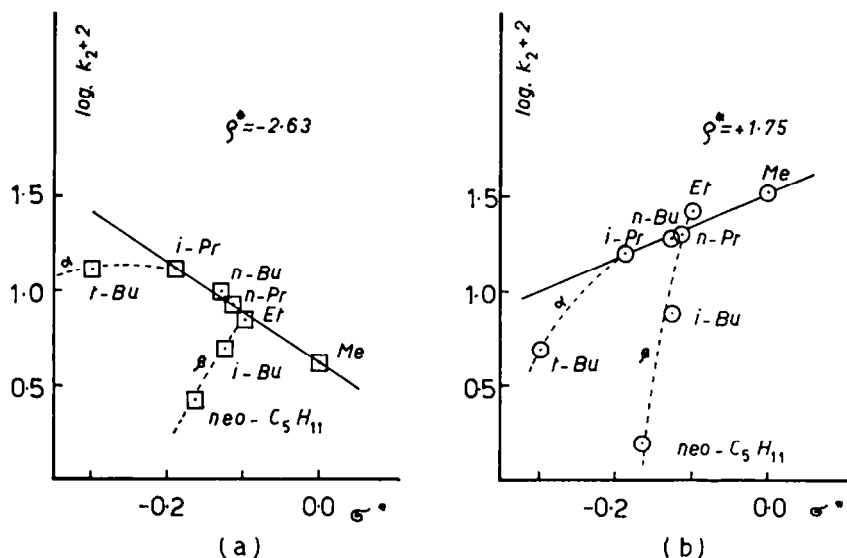 log. k₂+2
ρ*=-2.63
1.5
1.0
0.5
α
t-Bu
i-Pr
n-Bu
n-Pr
Et
β
i-Bu
Me
neo-C₅H₁₁
-0.2
0.0
σ*
(a)
log. k₂+2
ρ*=+1.75
1.5
1.0
0.5
Me
Et
n-Bu
i-Pr
n-Pr
α
t-Bu
β
i-Bu
neo-C₅H₁₁
-0.2
0.0
σ*
(b)